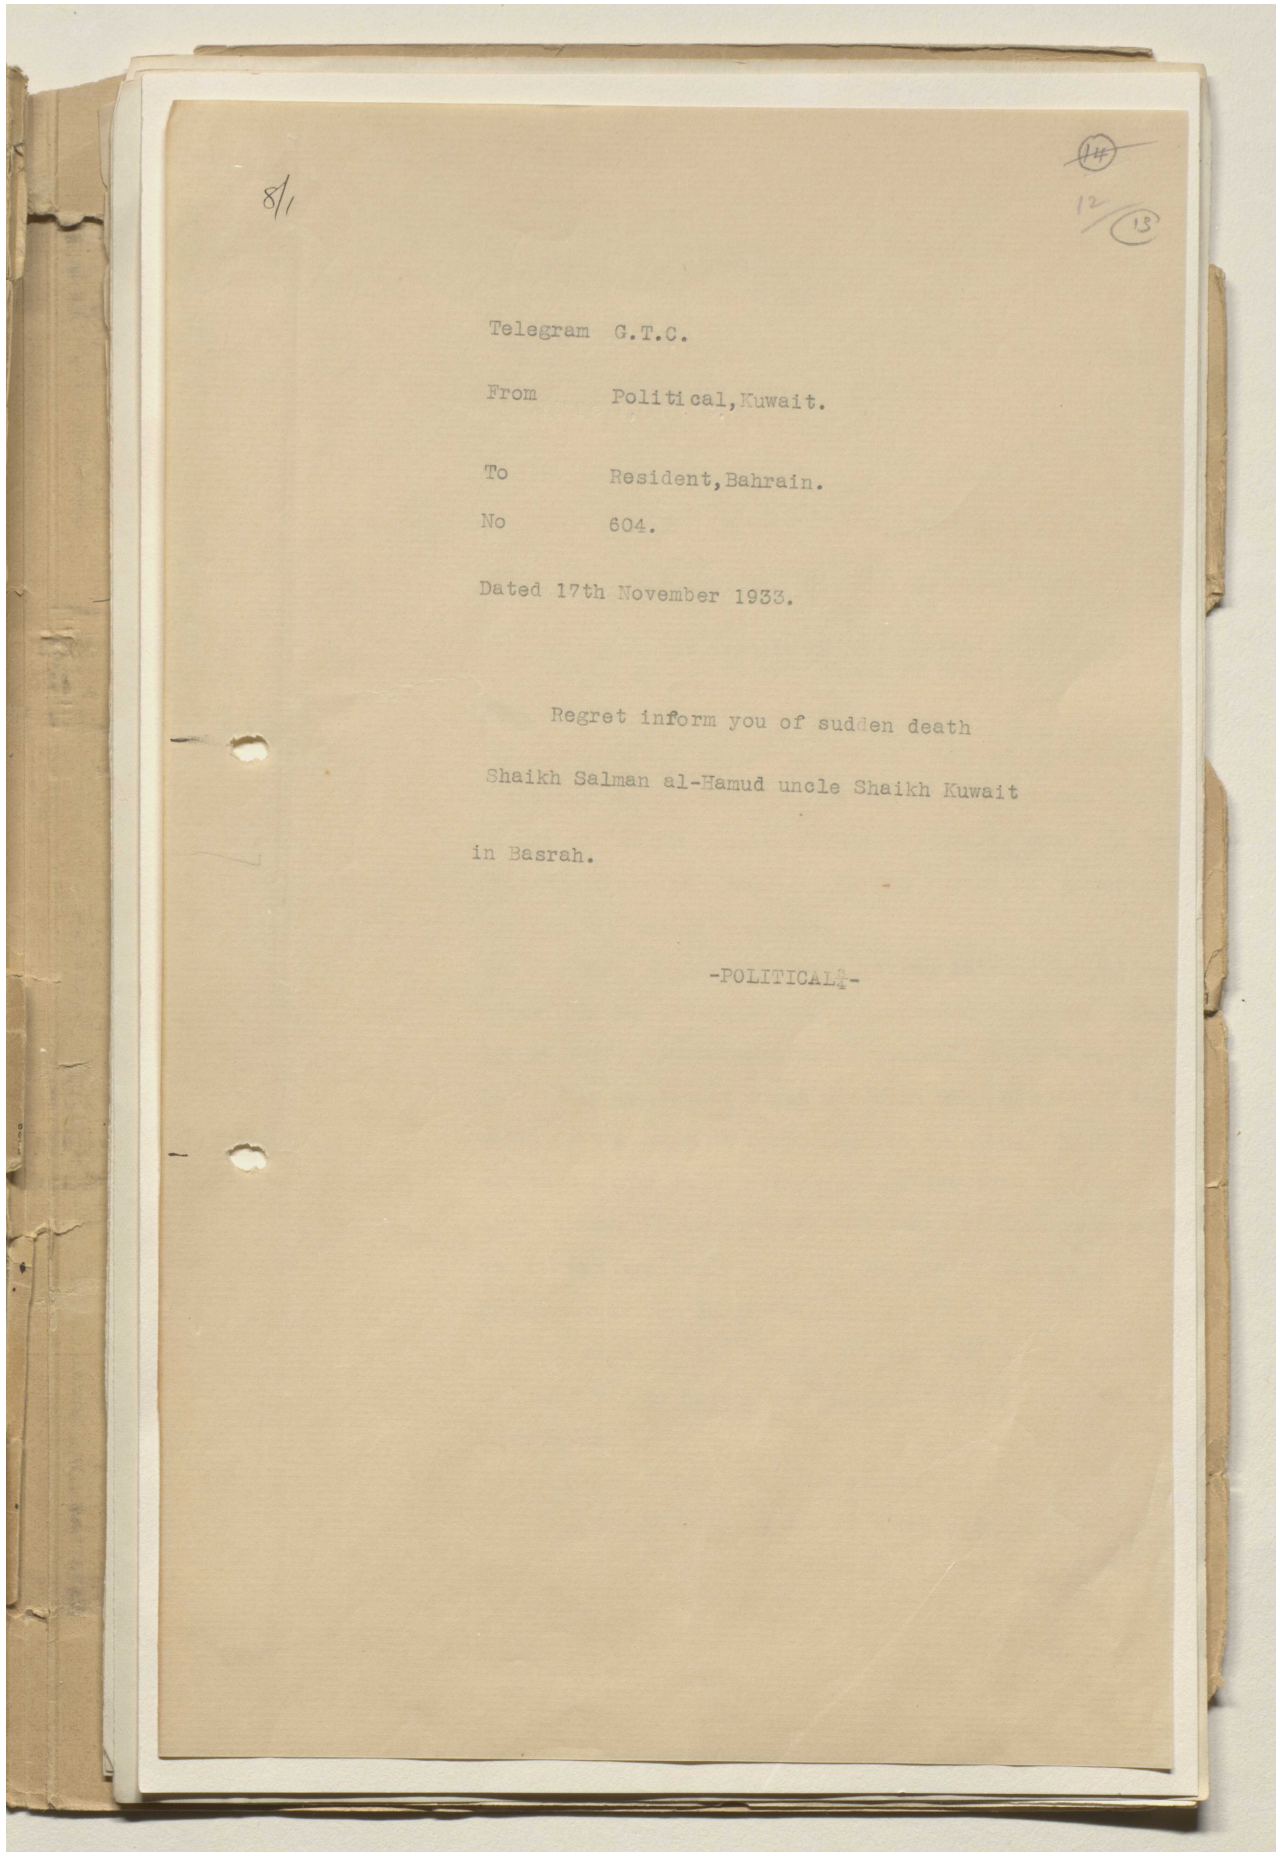 8/1
14
12
13
Telegram G.T.C.
From Political,Kuwait.
To Resident,Bahrain.
No 604.
Dated 17th November 1933.
Regret inform you of sudden death
Shaikh Salman al-Hamud uncle Shaikh Kuwait
in Basrah.
-POLITICAL-